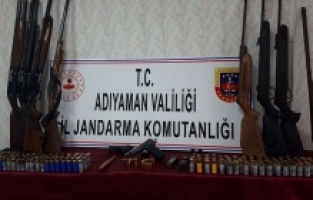 T.C.
ADIYAMAN VALİLİĞİ
İL JANDARMA KOMUTANLIĞI